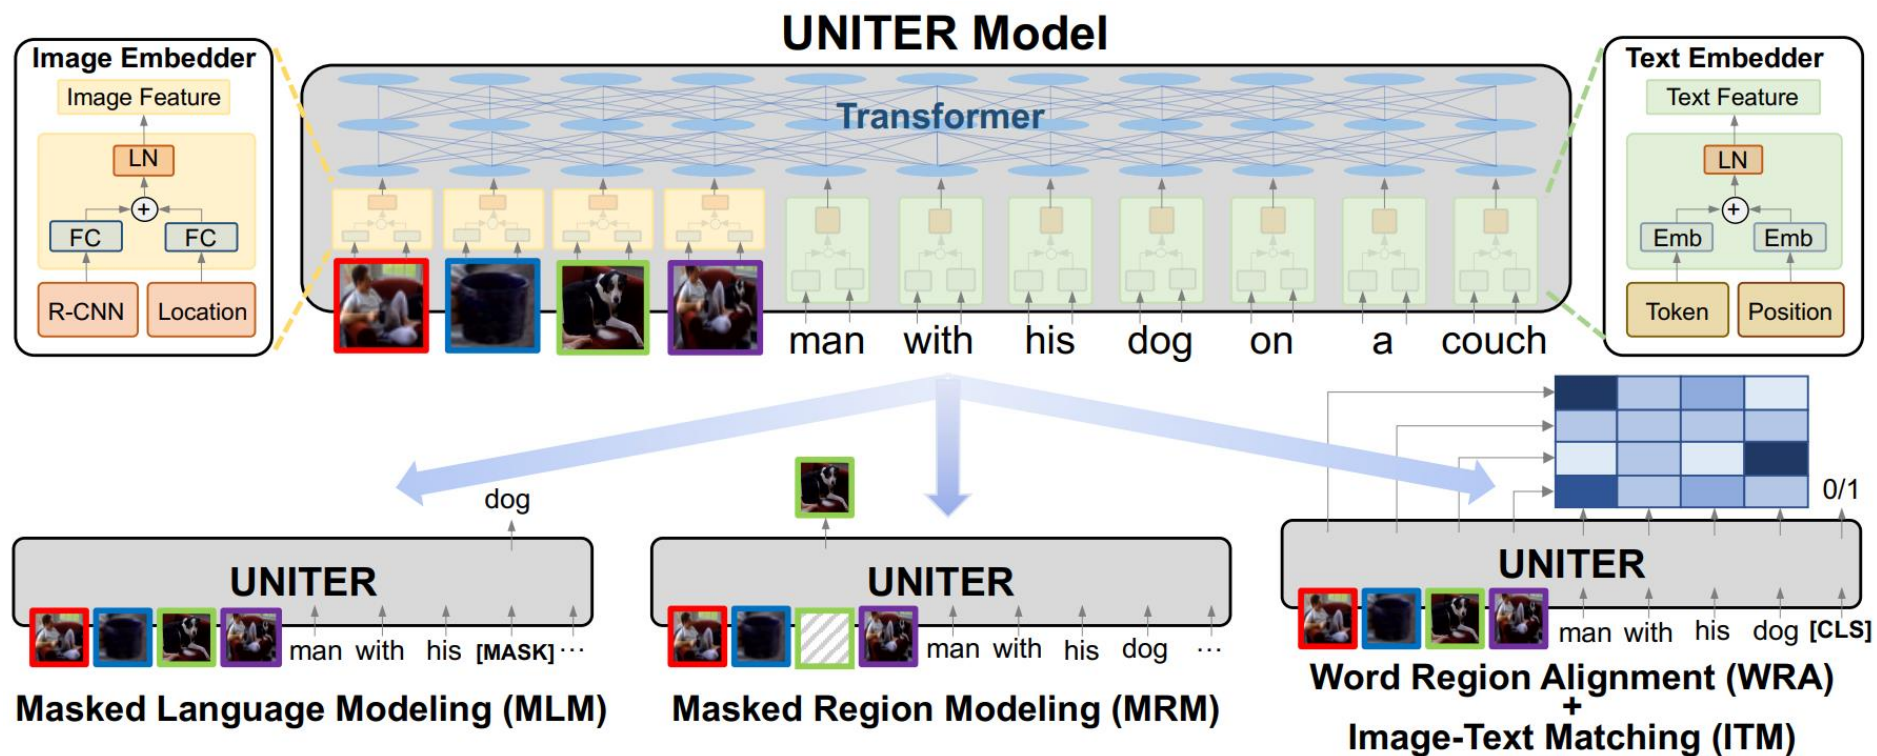 UNITER Model
Image Embedder
Image Feature
LN
+
FC
FC
R-CNN
Location
Transformer
man with his dog on a couch
Text Embedder
Text Feature
LN
+
Emb
Emb
Token
Position
dog
UNITER
man with his [MASK] ···
Masked Language Modeling (MLM)
UNITER
man with his dog ···
Masked Region Modeling (MRM)
0/1
UNITER
man with his dog [CLS]
Word Region Alignment (WRA)
+
Image-Text Matching (ITM)